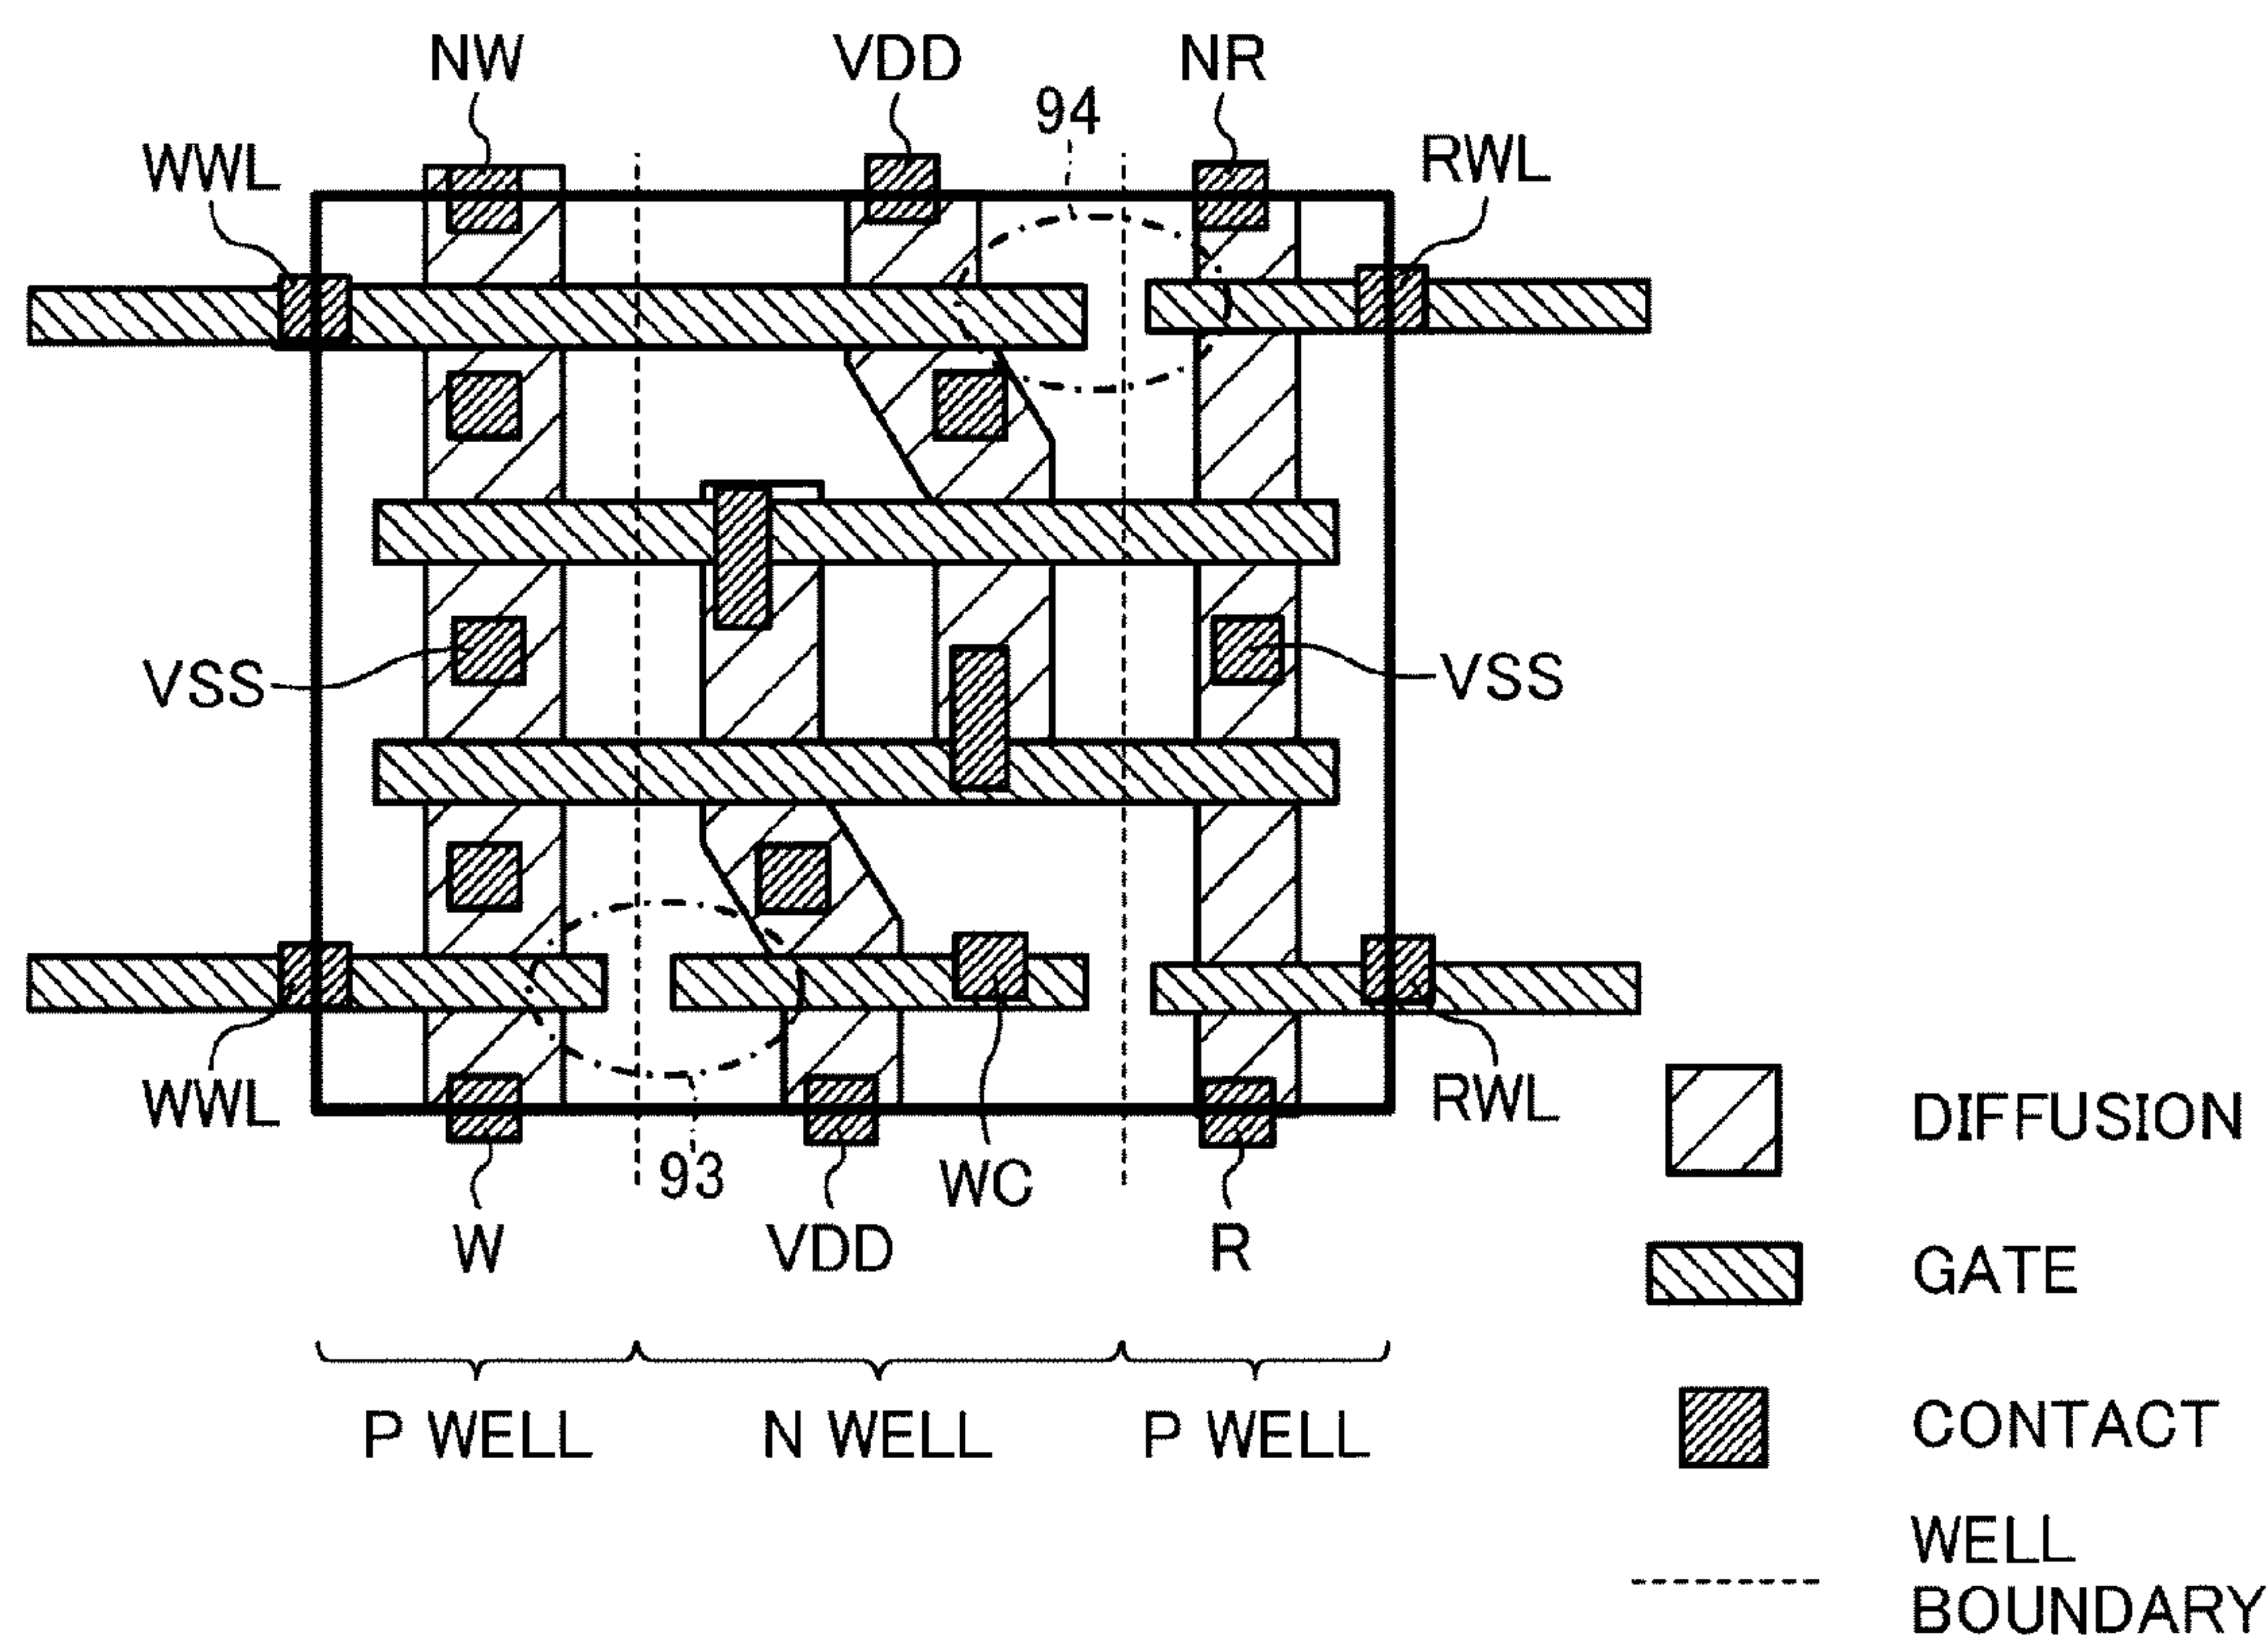 NW
VDD
NR
94
WWL
RWL
VSS
VSS
WWL
93
WC
RWL
W
VDD
R
P WELL
N WELL
P WELL
DIFFUSION
GATE
CONTACT
WELL
BOUNDARY